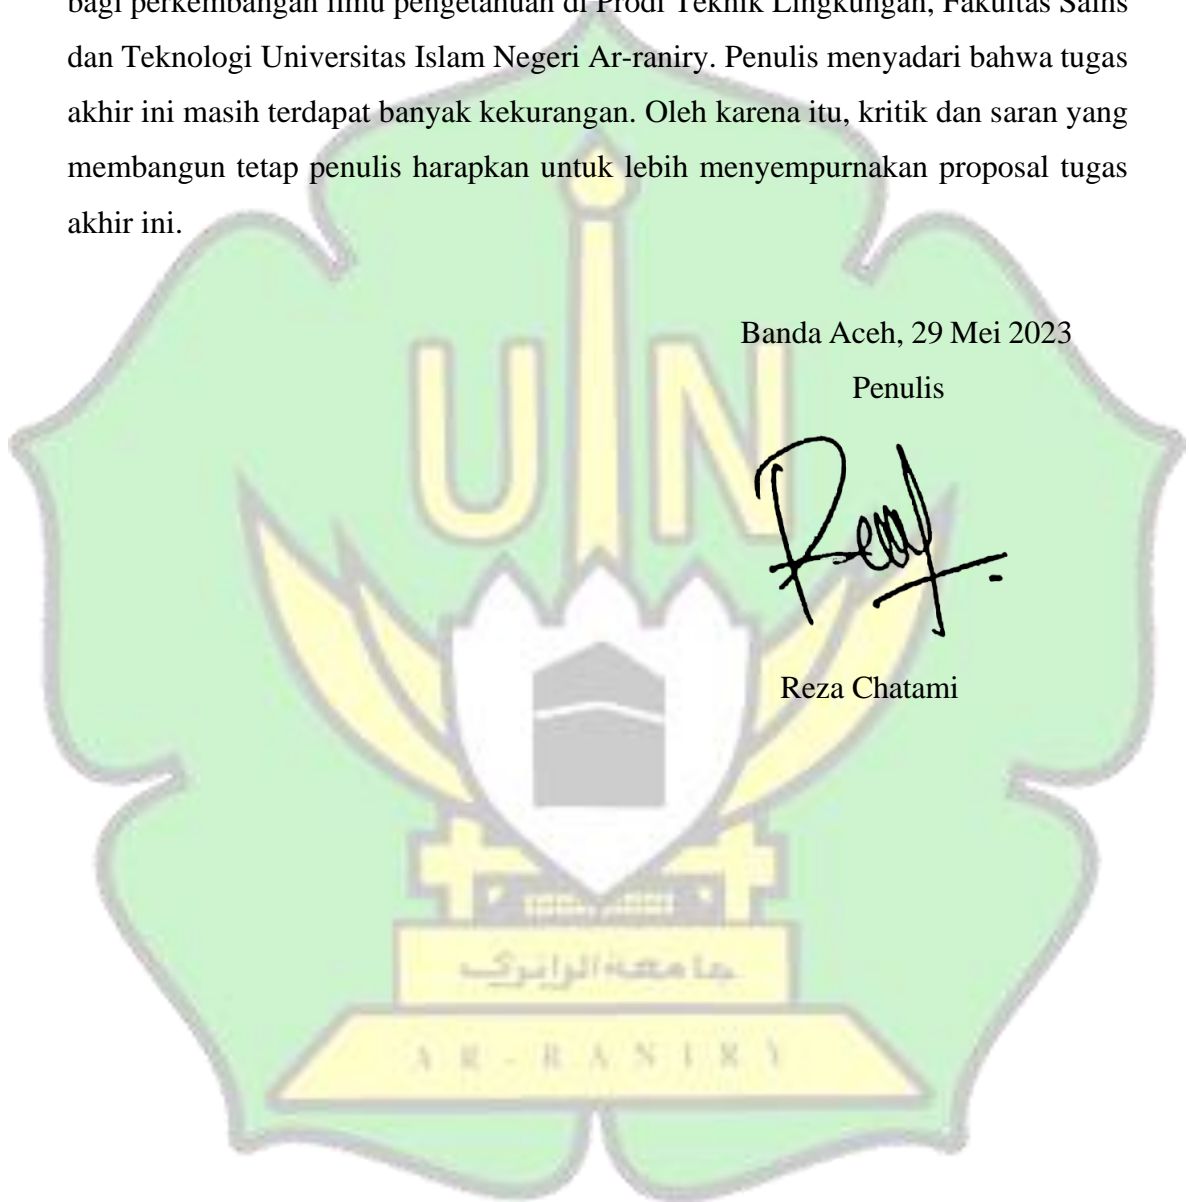 bagi perkembangan ilmu pengetahuan di Prodi Teknik Lingkungan, Fakultas Sains
dan Teknologi Universitas Islam Negeri Ar-raniry. Penulis menyadari bahwa tugas
akhir ini masih terdapat banyak kekurangan. Oleh karena itu, kritik dan saran yang
membangun tetap penulis harapkan untuk lebih menyempurnakan proposal tugas
akhir ini.
Banda Aceh, 29 Mei 2023
Penulis
Reza Chatami
UIN
جامعة الرانري
AR-RANIRY